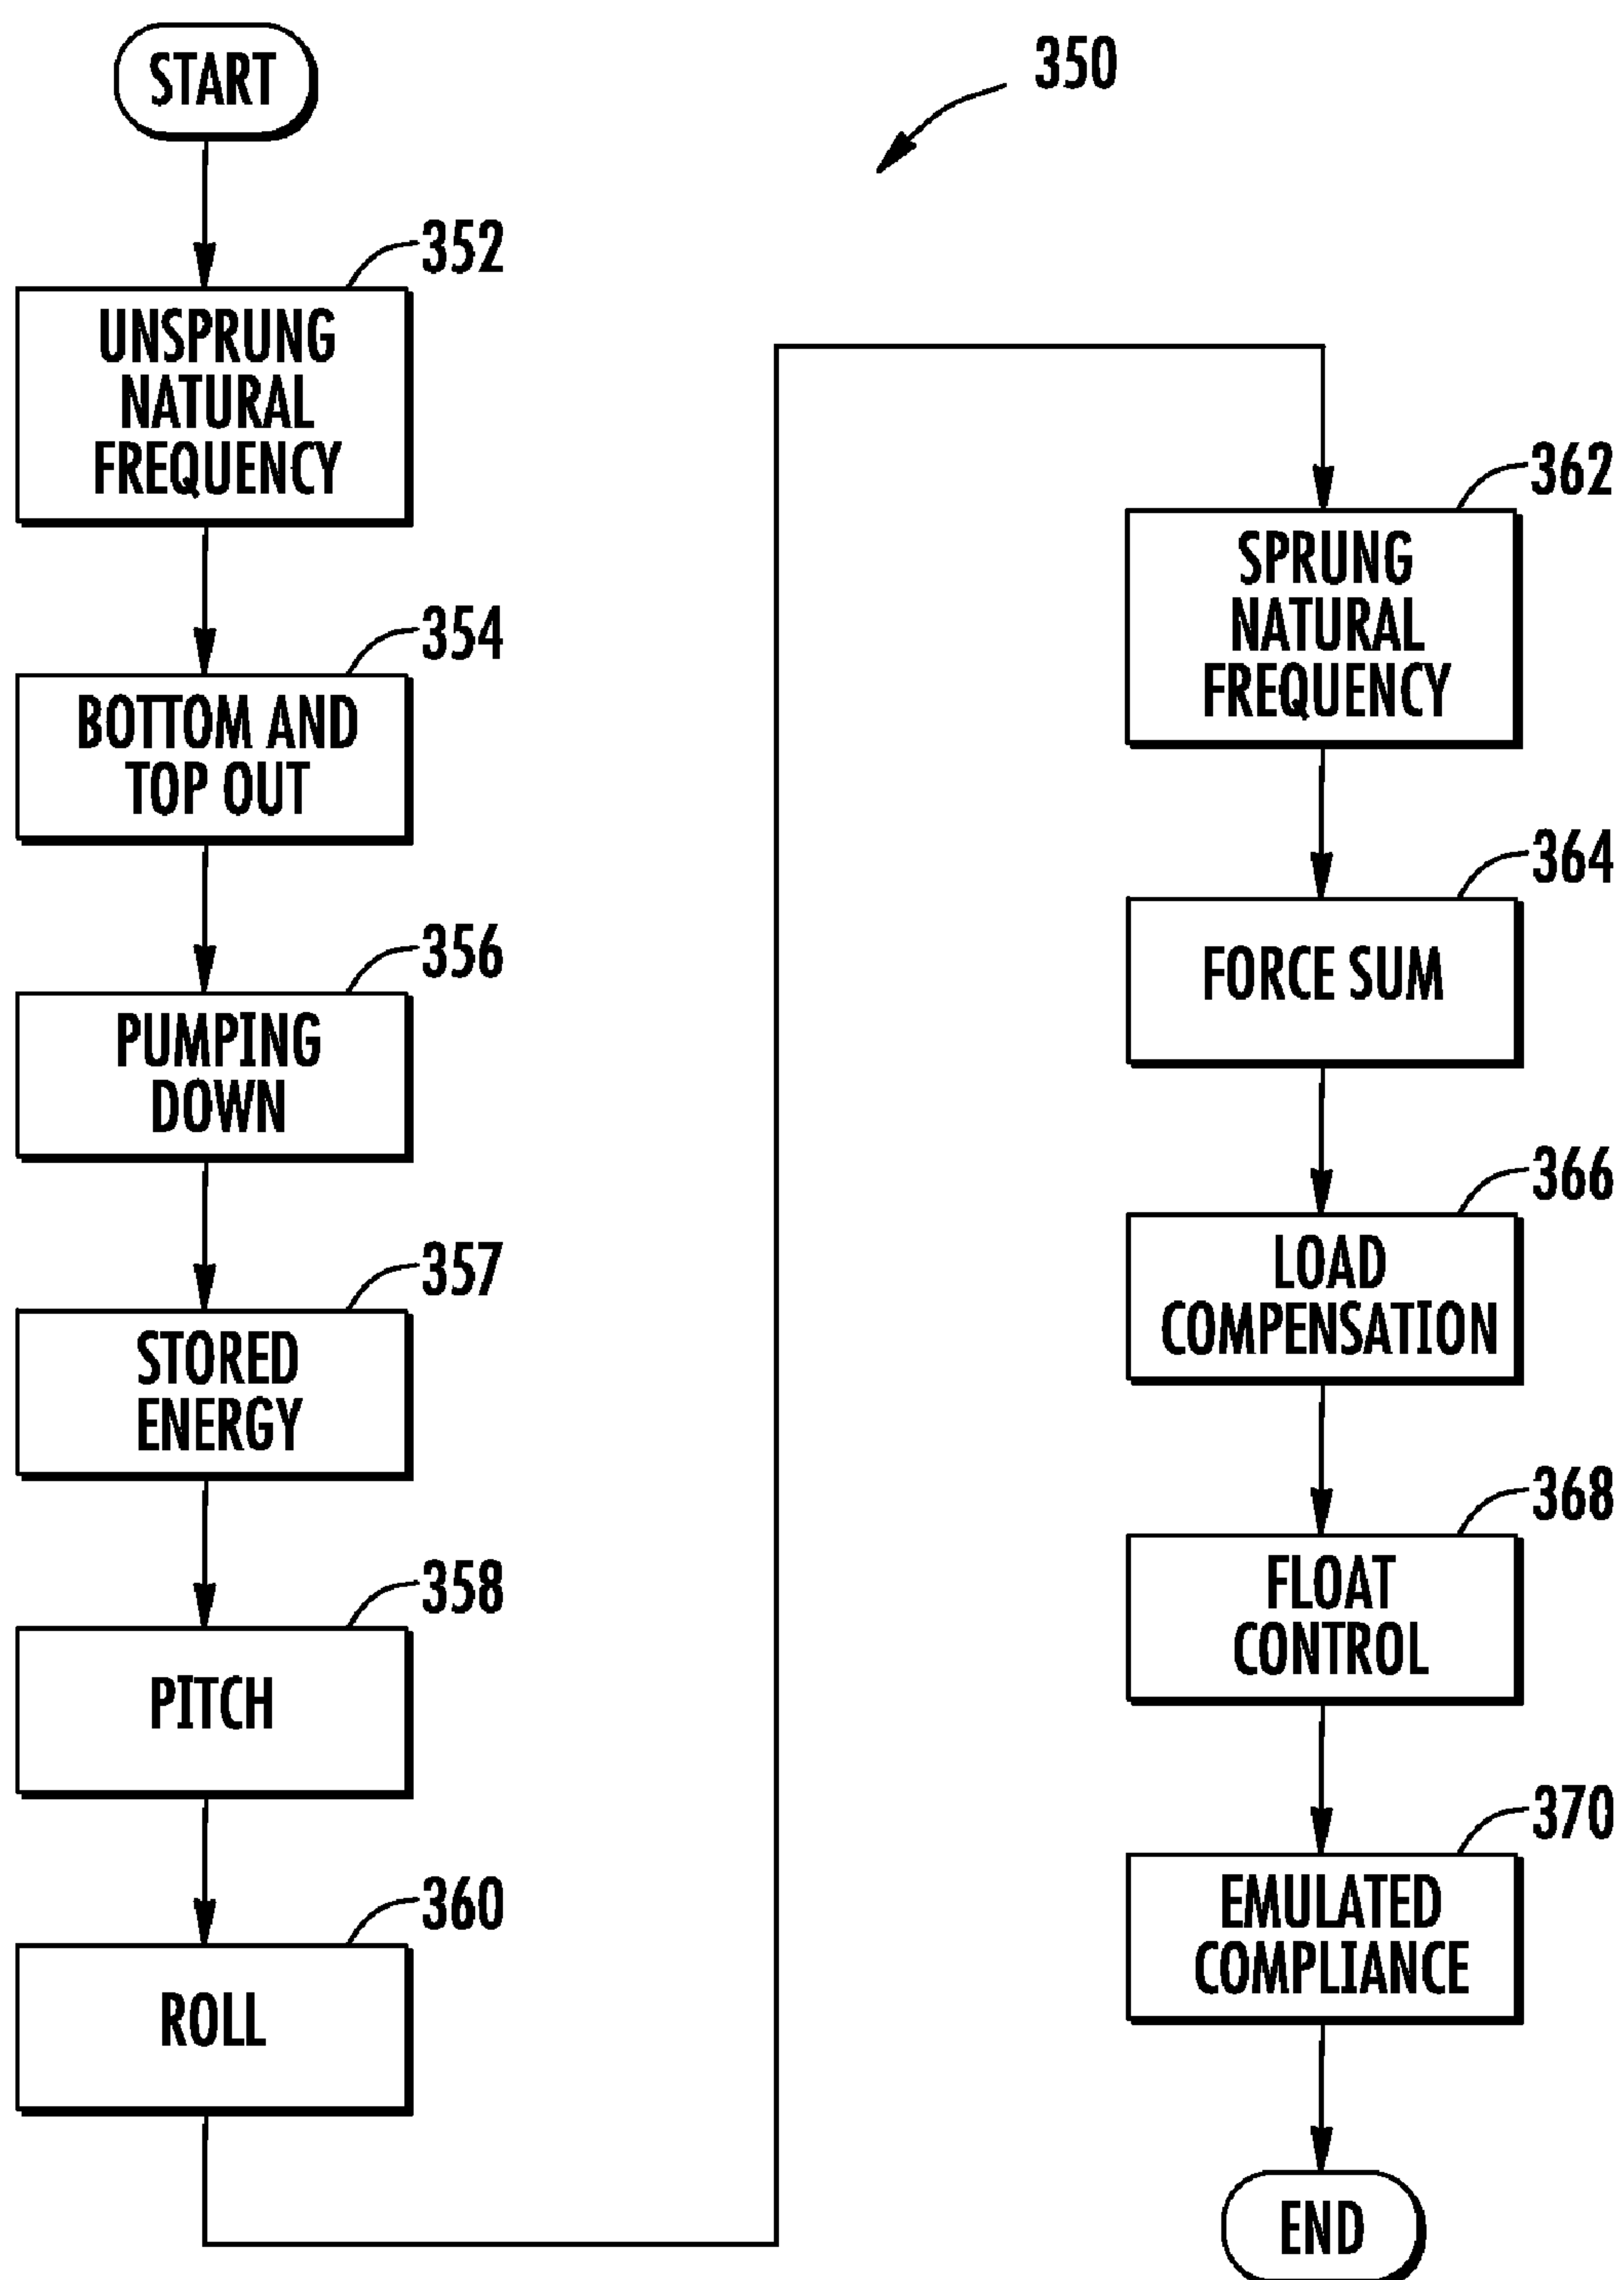 START
350
352
UNSPRUNG
NATURAL
FREQUENCY
354
BOTTOM AND
TOP OUT
356
PUMPING
DOWN
357
STORED
ENERGY
358
PITCH
360
ROLL
362
SPRUNG
NATURAL
FREQUENCY
364
FORCE SUM
366
LOAD
COMPENSATION
368
FLOAT
CONTROL
370
EMULATED
COMPLIANCE
END